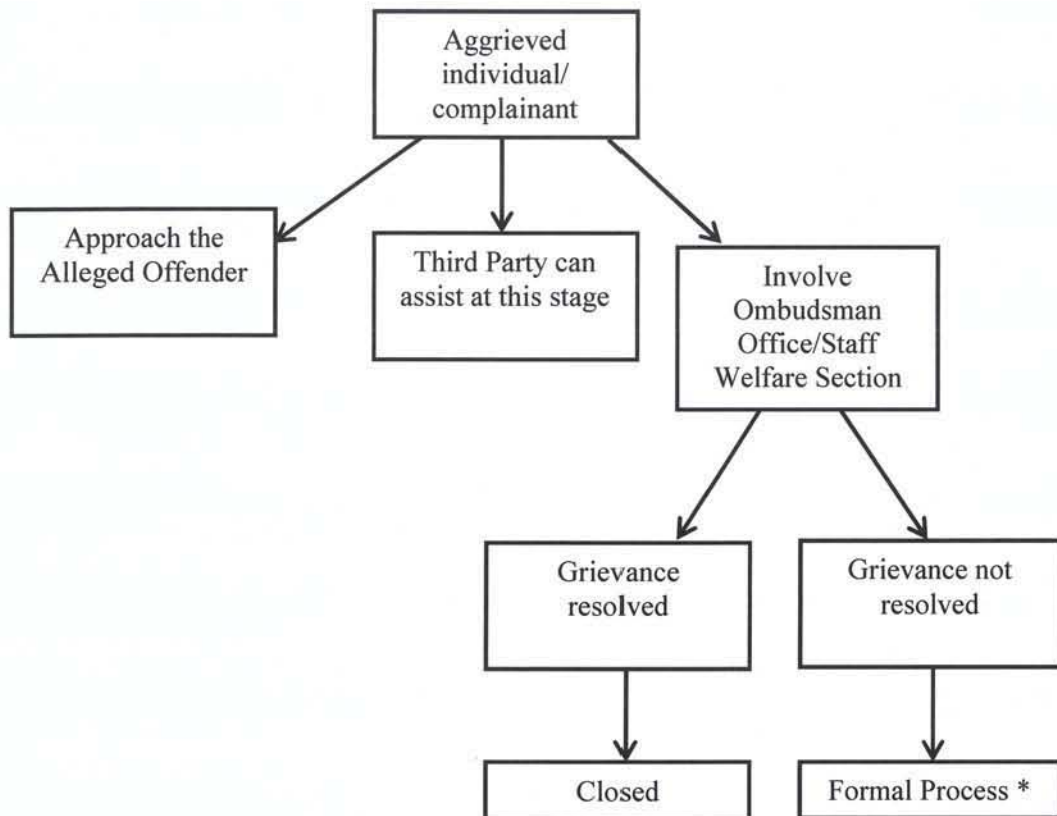 Aggrieved
individual/
complainant
Approach the
Alleged Offender
Third Party can
assist at this stage
Involve
Ombudsman
Office/Staff
Welfare Section
Grievance
resolved
Grievance not
resolved
Closed
Formal Process *